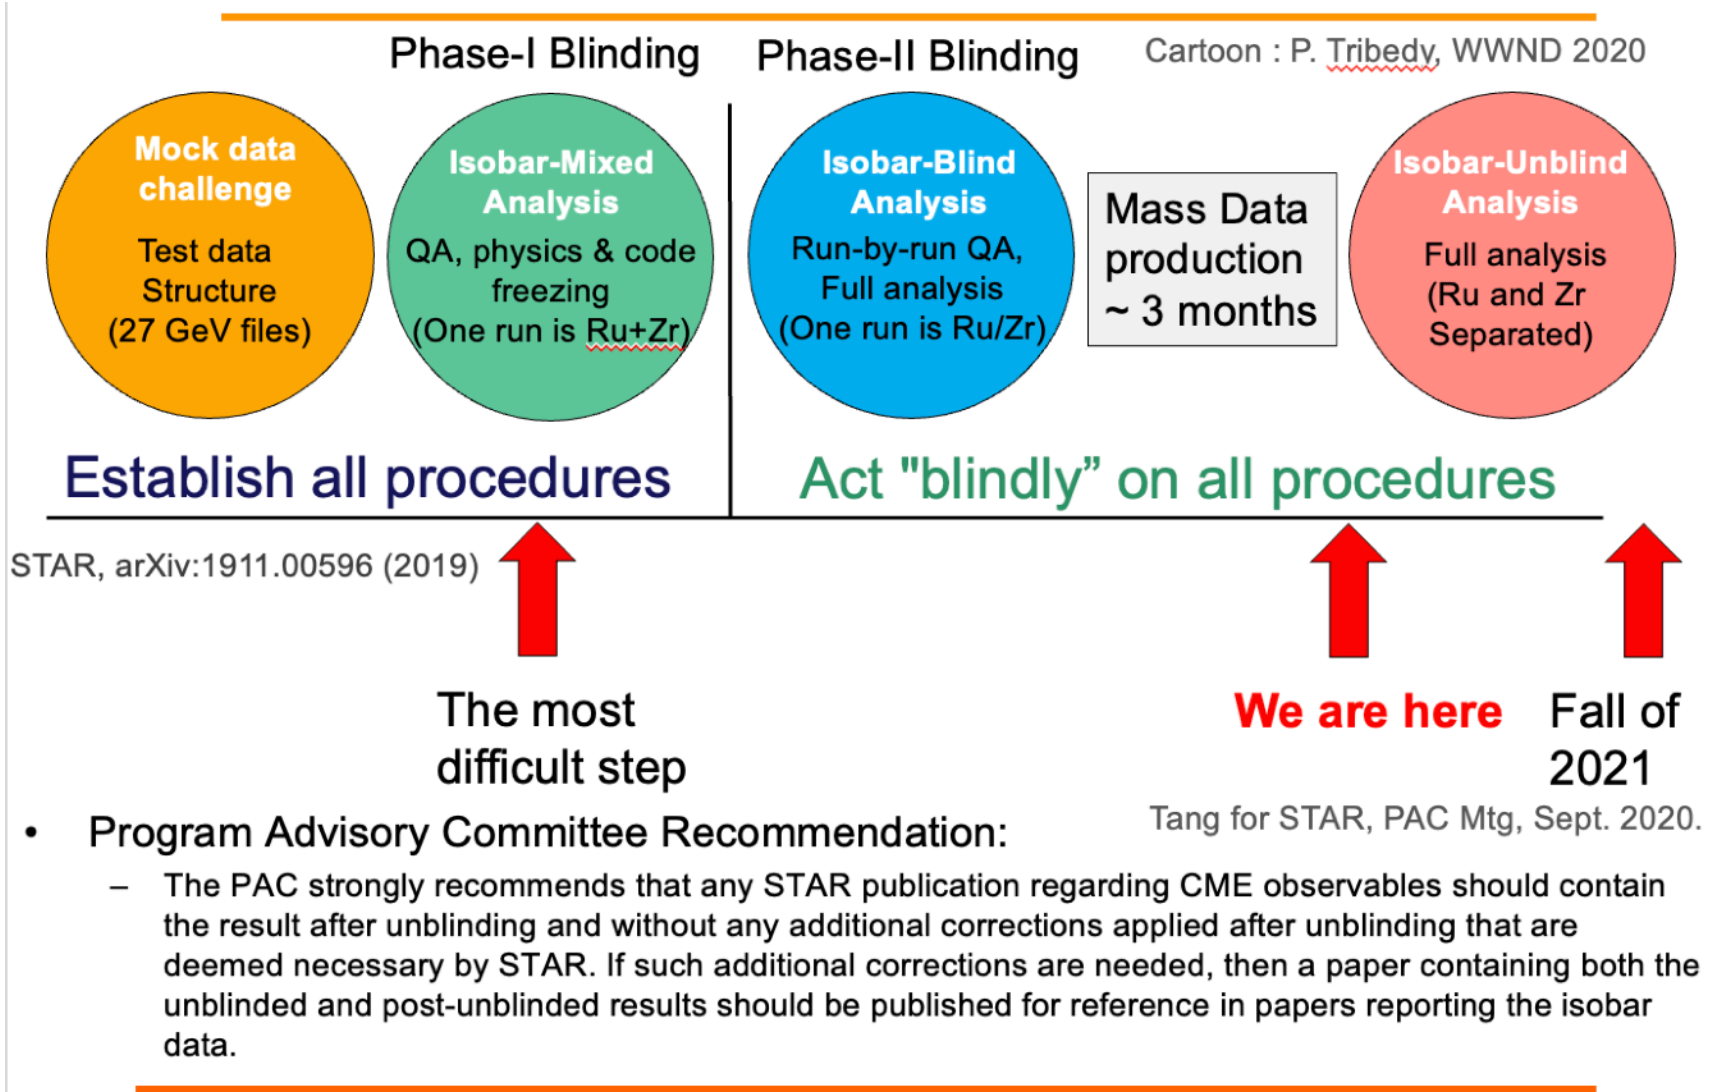 Phase-I Blinding
Phase-II Blinding
Cartoon : P. Tribedy, WWND 2020
Mock data
challenge
Test data
Structure
(27 GeV files)
Isobar-Mixed
Analysis
QA, physics & code
freezing
(One run is Ru+Zr)
Isobar-Blind
Analysis
Run-by-run QA,
Full analysis
(One run is Ru/Zr)
Mass Data
production
~ 3 months
Isobar-Unblind
Analysis
Full analysis
(Ru and Zr
Separated)
Establish all procedures
Act "blindly” on all procedures
STAR, arXiv:1911.00596 (2019)
The most
difficult step
We are here
Fall of
2021
Tang for STAR, PAC Mtg, Sept. 2020.
• Program Advisory Committee Recommendation:
– The PAC strongly recommends that any STAR publication regarding CME observables should contain
the result after unblinding and without any additional corrections applied after unblinding that are
deemed necessary by STAR. If such additional corrections are needed, then a paper containing both the
unblinded and post-unblinded results should be published for reference in papers reporting the isobar
data.